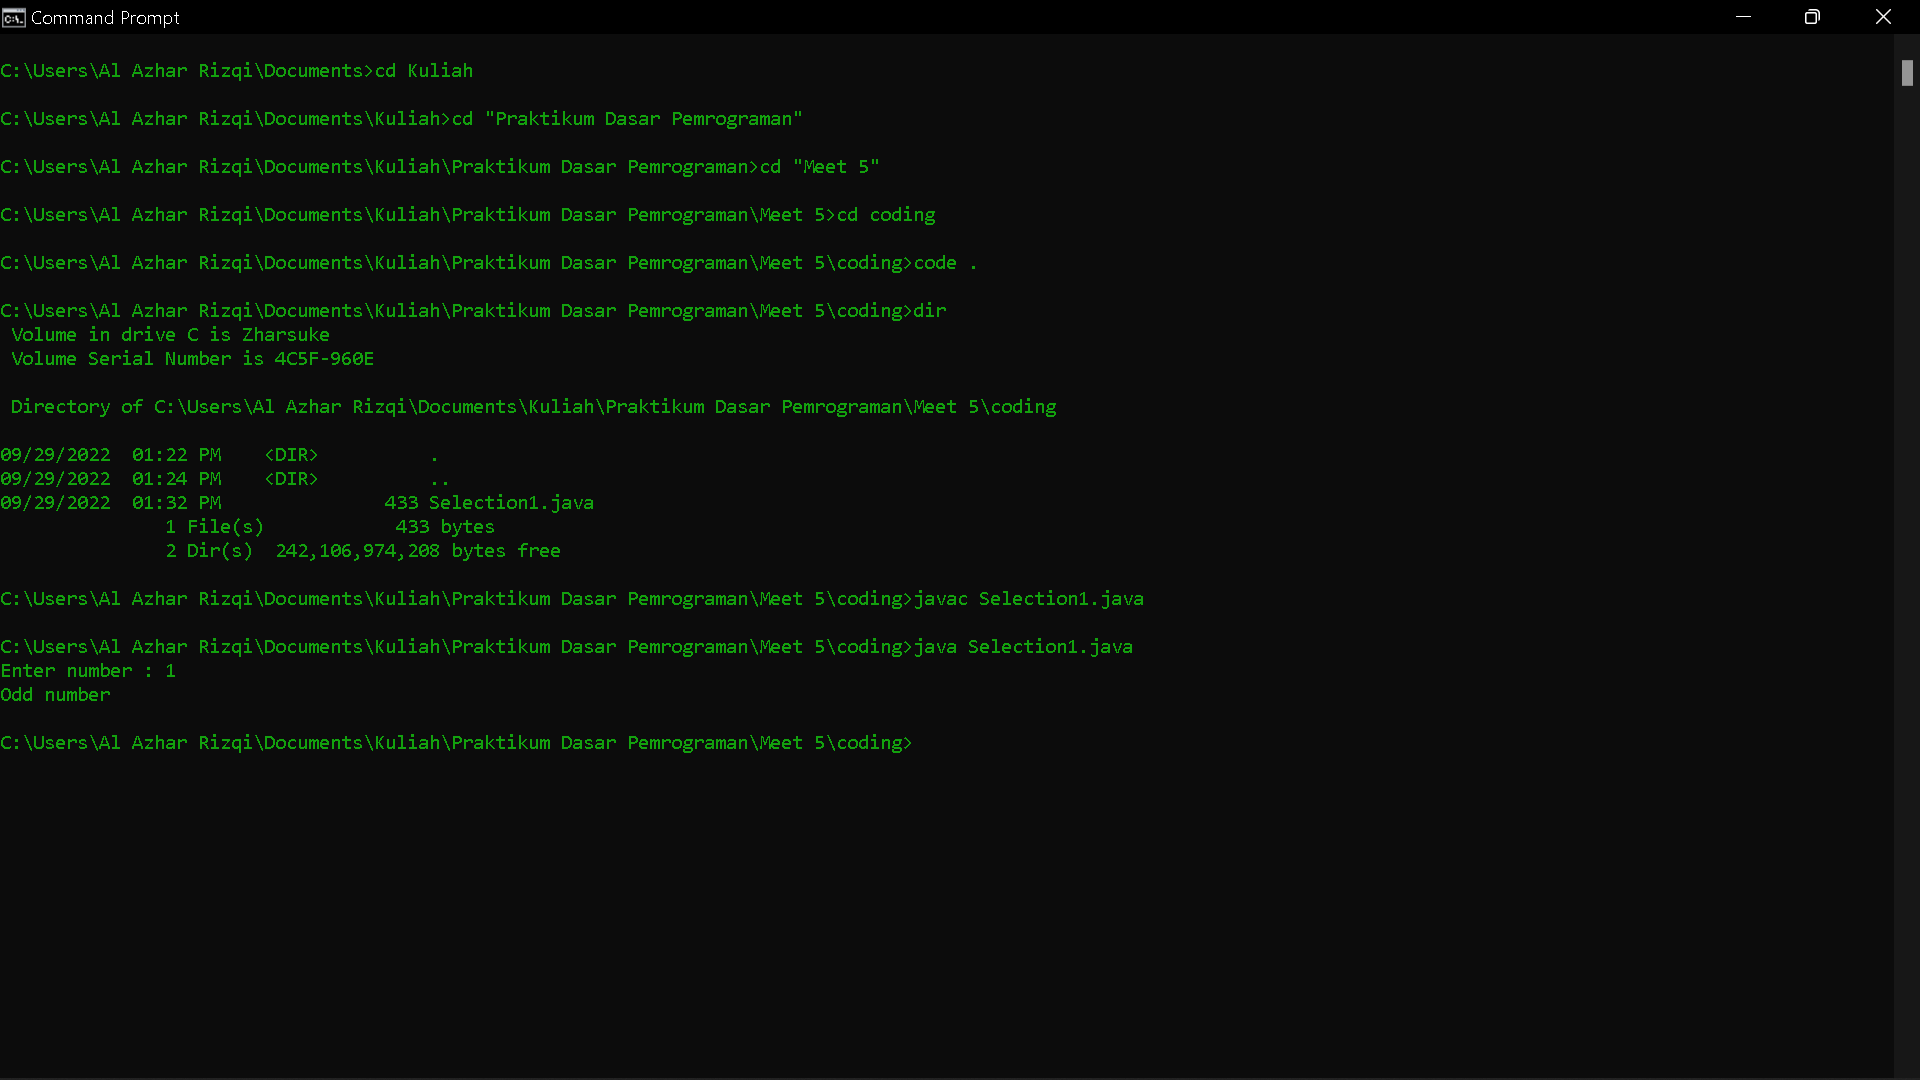 Command Prompt
C:\Users\Al Azhar Rizqi\Documents>cd Kuliah
C:\Users\Al Azhar Rizqi\Documents\Kuliah>cd "Praktikum Dasar Pemrograman"
C:\Users\Al Azhar Rizqi\Documents\Kuliah\Praktikum Dasar Pemrograman>cd "Meet 5"
C:\Users\Al Azhar Rizqi\Documents\Kuliah\Praktikum Dasar Pemrograman\Meet 5>cd coding
C:\Users\Al Azhar Rizqi\Documents\Kuliah\Praktikum Dasar Pemrograman\Meet 5\coding>code .
C:\Users\Al Azhar Rizqi\Documents\Kuliah\Praktikum Dasar Pemrograman\Meet 5\coding>dir
 Volume in drive C is Zharsuke
 Volume Serial Number is 4C5F-960E
 Directory of C:\Users\Al Azhar Rizqi\Documents\Kuliah\Praktikum Dasar Pemrograman\Meet 5\coding
09/29/2022  01:22 PM    <DIR>          .
09/29/2022  01:24 PM    <DIR>          ..
09/29/2022  01:32 PM               433 Selection1.java
               1 File(s)            433 bytes
               2 Dir(s)  242,106,974,208 bytes free
C:\Users\Al Azhar Rizqi\Documents\Kuliah\Praktikum Dasar Pemrograman\Meet 5\coding>javac Selection1.java
C:\Users\Al Azhar Rizqi\Documents\Kuliah\Praktikum Dasar Pemrograman\Meet 5\coding>java Selection1.java
Enter number : 1
Odd number
C:\Users\Al Azhar Rizqi\Documents\Kuliah\Praktikum Dasar Pemrograman\Meet 5\coding>